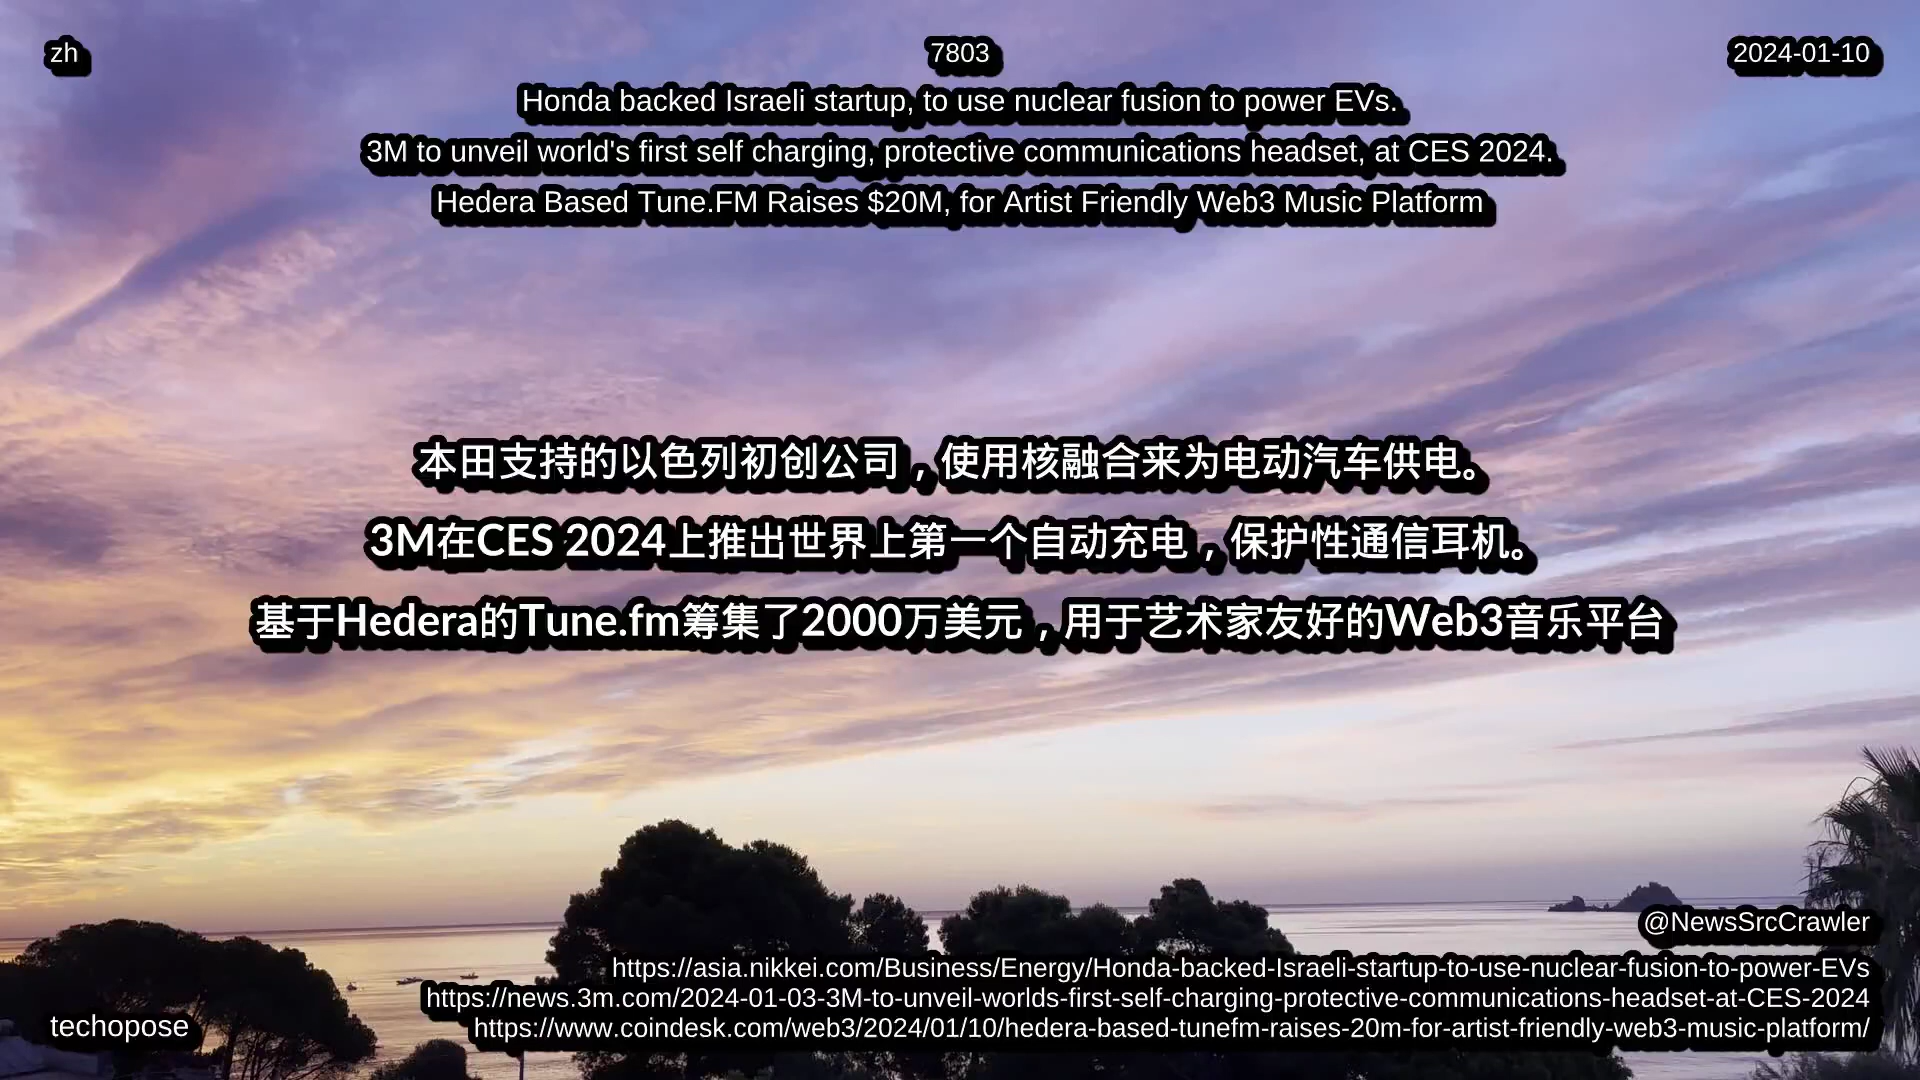 zh
7803
2024-01-10
Honda backed Israeli startup, to use nuclear fusion to power EVs.
3M to unveil world's first self charging, protective communications headset, at CES 2024.
Hedera Based Tune.FM Raises $20M, for Artist Friendly Web3 Music Platform
本田支持的以色列初创公司，使用核融合来为电动汽车供电。
3M在CES 2024上推出世界上第一个自动充电，保护性通信耳机。
基于Hedera的Tune.fm筹集了2000万美元，用于艺术家友好的Web3音乐平台
@NewsSrcCrawler
https://asia.nikkei.com/Business/Energy/Honda-backed-Israeli-startup-to-use-nuclear-fusion-to-power-EVs
https://news.3m.com/2024-01-03-3M-to-unveil-worlds-first-self-charging-protective-communications-headset-at-CES-2024
https://www.coindesk.com/web3/2024/01/10/hedera-based-tunefm-raises-20m-for-artist-friendly-web3-music-platform/
techopose